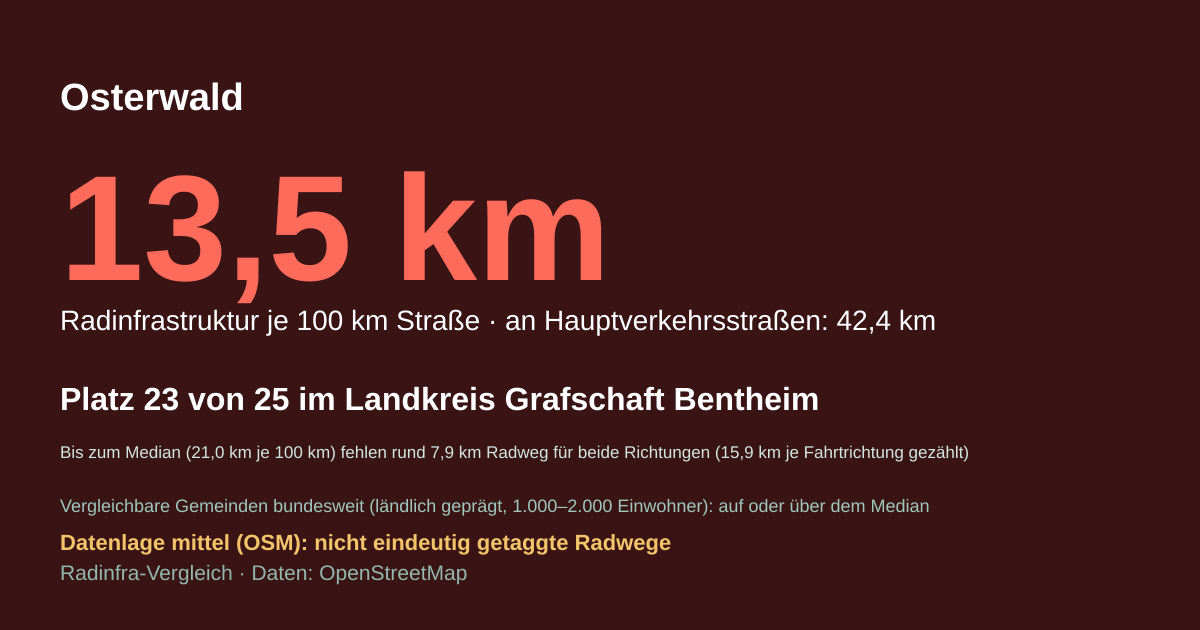 Osterwald
13,5 km
Radinfrastruktur je 100 km Straße · an Hauptverkehrsstraßen: 42,4 km
Platz 23 von 25 im Landkreis Grafschaft Bentheim
Bis zum Median (21,0 km je 100 km) fehlen rund 7,9 km Radweg für beide Richtungen (15,9 km je Fahrtrichtung gezählt)
Vergleichbare Gemeinden bundesweit (ländlich geprägt, 1.000–2.000 Einwohner): auf oder über dem Median
Datenlage mittel (OSM): nicht eindeutig getaggte Radwege
Radinfra-Vergleich · Daten: OpenStreetMap